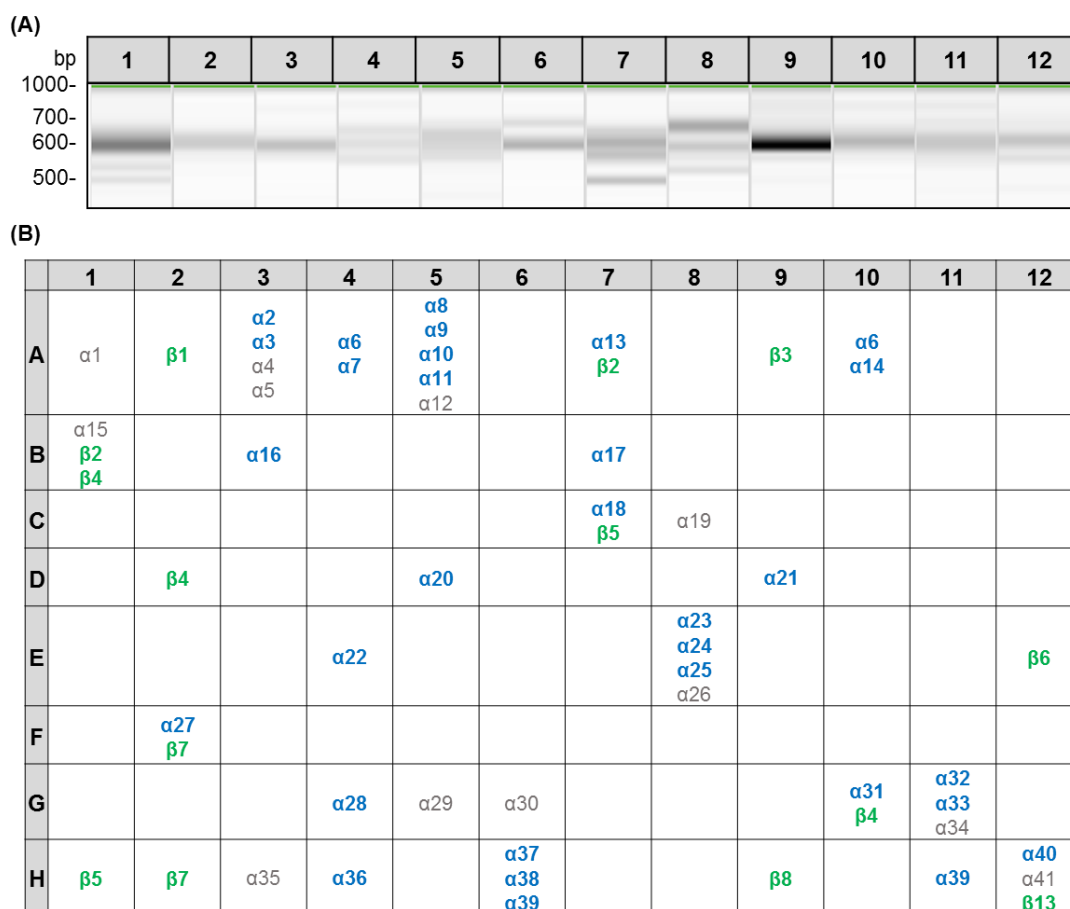 (A)
bp 1 2 3 4 5 6 7 8 9 10 11 12
1000-
700-
600-
500-
(B)
1 2 3 4 5 6 7 8 9 10 11 12
A
α1
β1
α2
α3
α4
α5
α6
α7
α8
α9
α10
α11
α12
α13
β2
β3
α6
α14
B
α15
β2
β4
α16
α17
C
α18
β5
α19
D
β4
α20
α21
E
α22
α23
α24
α25
α26
β6
F
α27
β7
G
α28
α29
α30
α31
β4
α32
α33
α34
H
β5
β7
α35
α36
α37
α38
α39
β8
α39
α40
α41
β13